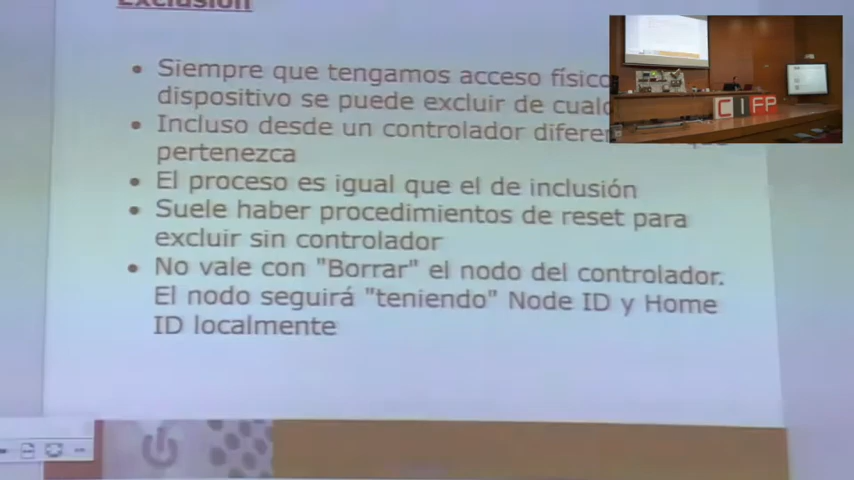 Exclusión
• Siempre que tengamos acceso físico
dispositivo se puede excluir de
• Incluso desde un controlador
pertenezca
• El proceso es igual que el de inclusión
• Suele haber procedimientos de reset para
excluir sin controlador
• No vale con "Borrar" el nodo del controlador.
El nodo seguirá "teniendo" Node ID y Home
ID localmente
CIFP